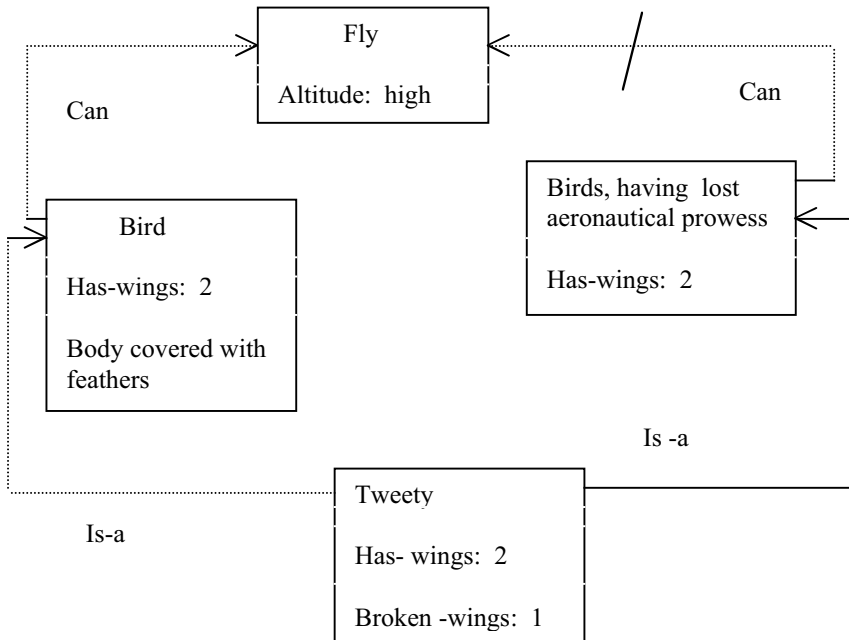 Fly
Altitude: high
Can
Can
Birds, having lost
aeronautical prowess
Has-wings: 2
Bird
Has-wings: 2
Body covered with
feathers
Is -a
Is-a
Tweety
Has- wings: 2
Broken -wings: 1